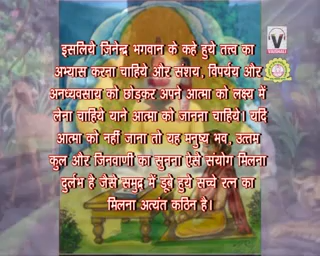 इसलिये जिनेन्द्र भगवान के कहे हुये तत्त्व का
अभ्यास करना चाहिये और संशय, विपर्यय और
अनध्यवसाय को छोड़कर अपने आत्मा को लक्ष्य में
लेना चाहिये याने आत्मा को जानना चाहिये। यदि
आत्मा को नहीं जाना तो यह मनुष्य भव, उत्तम
कुल और जिनवाणी का सुनना ऐसे संयोग मिलना
दुर्लभ है जैसे समुद्र में डूबे हुये सच्चे रत्न का
मिलना अत्यंत कठिन है।